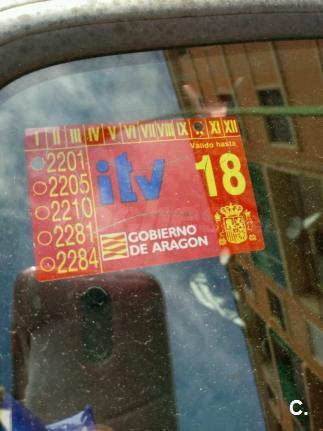 I II III IV V VI VII VIII IX XI XII
Válido hasta
2201
2205
2210
2281
2284
itv
18
GOBIERNO
DE ARAGON
C.